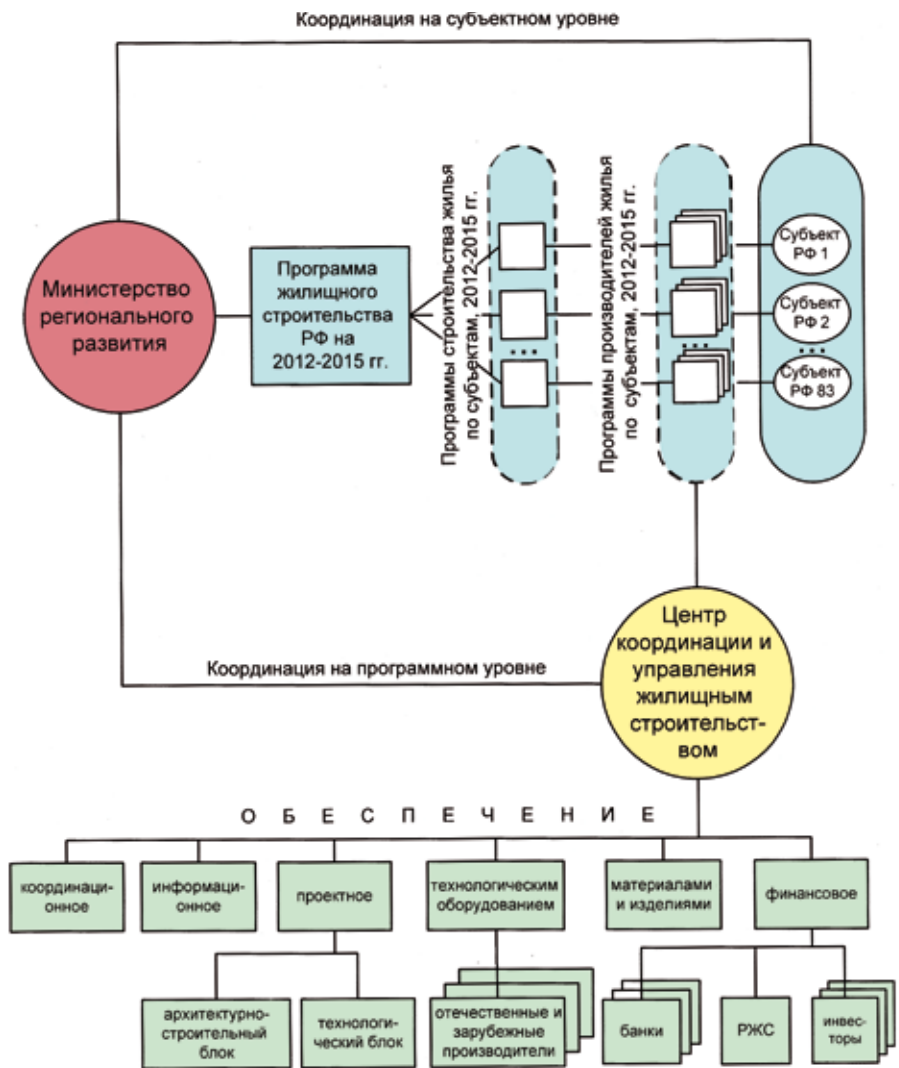 Координация на субъектном уровне
Министерство
регионального
развития
Программа
жилищного
строительства
РФ на
2012-2015 гг.
Программы строительства жилья
по субъектам, 2012-2015 гг.
...
Программы производителей жилья
по субъектам, 2012-2015 гг.
...
Субъект
РФ 1
Субъект
РФ 2
...
Субъект
РФ 83
Координация на программном уровне
Центр
координации и
управления
жилищным
строительст-
вом
О Б Е С П Е Ч Е Н И Е
координаци-
онное
информаци-
онное
проектное
технологическим
оборудованием
материалами
и изделиями
финансовое
архитектурно-
строительный
блок
технологи-
ческий блок
отечественные и
зарубежные
производители
банки
РЖС
инвес-
торы